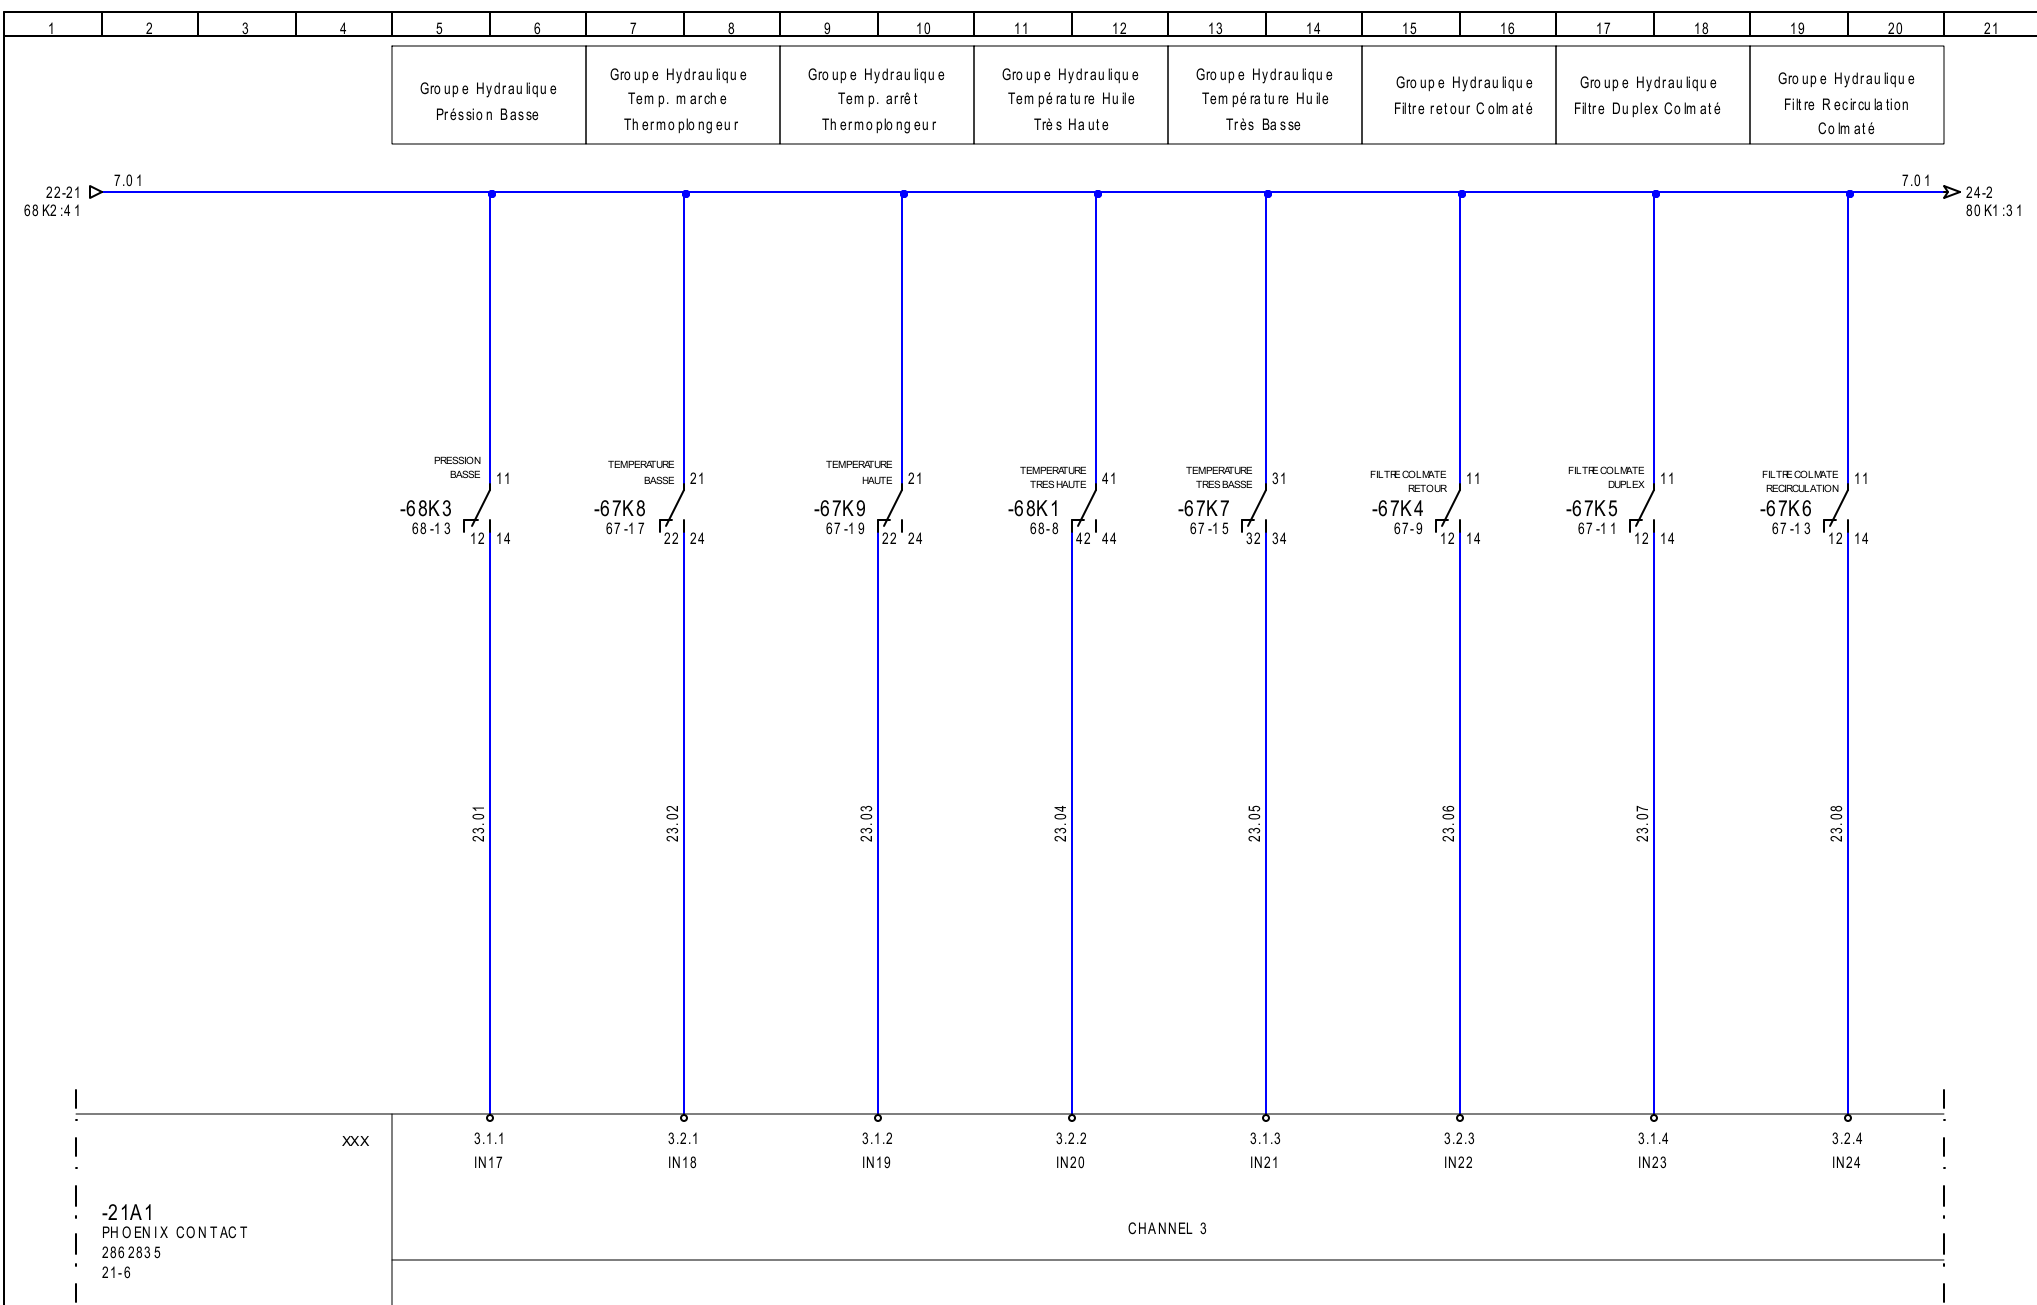 1 2 3 4 5 6 7 8 9 10 11 12 13 14 15 16 17 18 19 20 21
Groupe Hydraulique
Préssion Basse
Groupe Hydraulique
Temp. marche
Thermoplongeur
Groupe Hydraulique
Temp. arrêt
Thermoplongeur
Groupe Hydraulique
Température Huile
Très Haute
Groupe Hydraulique
Température Huile
Très Basse
Groupe Hydraulique
Filtre retour Colmaté
Groupe Hydraulique
Filtre Duplex Colmaté
Groupe Hydraulique
Filtre Recirculation
Colmaté
22-21
68K2:41
7.01
7.01
24-2
80K1:31
PRESSION
BASSE
11
-68K3
68-13
12 14
TEMPERATURE
BASSE
21
-67K8
67-17
22 24
TEMPERATURE
HAUTE
21
-67K9
67-19
22 24
TEMPERATURE
TRES HAUTE
41
-68K1
68-8
42 44
TEMPERATURE
TRES BASSE
31
-67K7
67-15
32 34
FILTRE COLMATE
RETOUR
11
-67K4
67-9
12 14
FILTRE COLMATE
DUPLEX
11
-67K5
67-11
12 14
FILTRE COLMATE
RECIRCULATION
11
-67K6
67-13
12 14
23.01
23.02
23.03
23.04
23.05
23.06
23.07
23.08
XXX
3.1.1
IN17
3.2.1
IN18
3.1.2
IN19
3.2.2
IN20
3.1.3
IN21
3.2.3
IN22
3.1.4
IN23
3.2.4
IN24
-21A1
PHOENIX CONTACT
2862835
21-6
CHANNEL 3